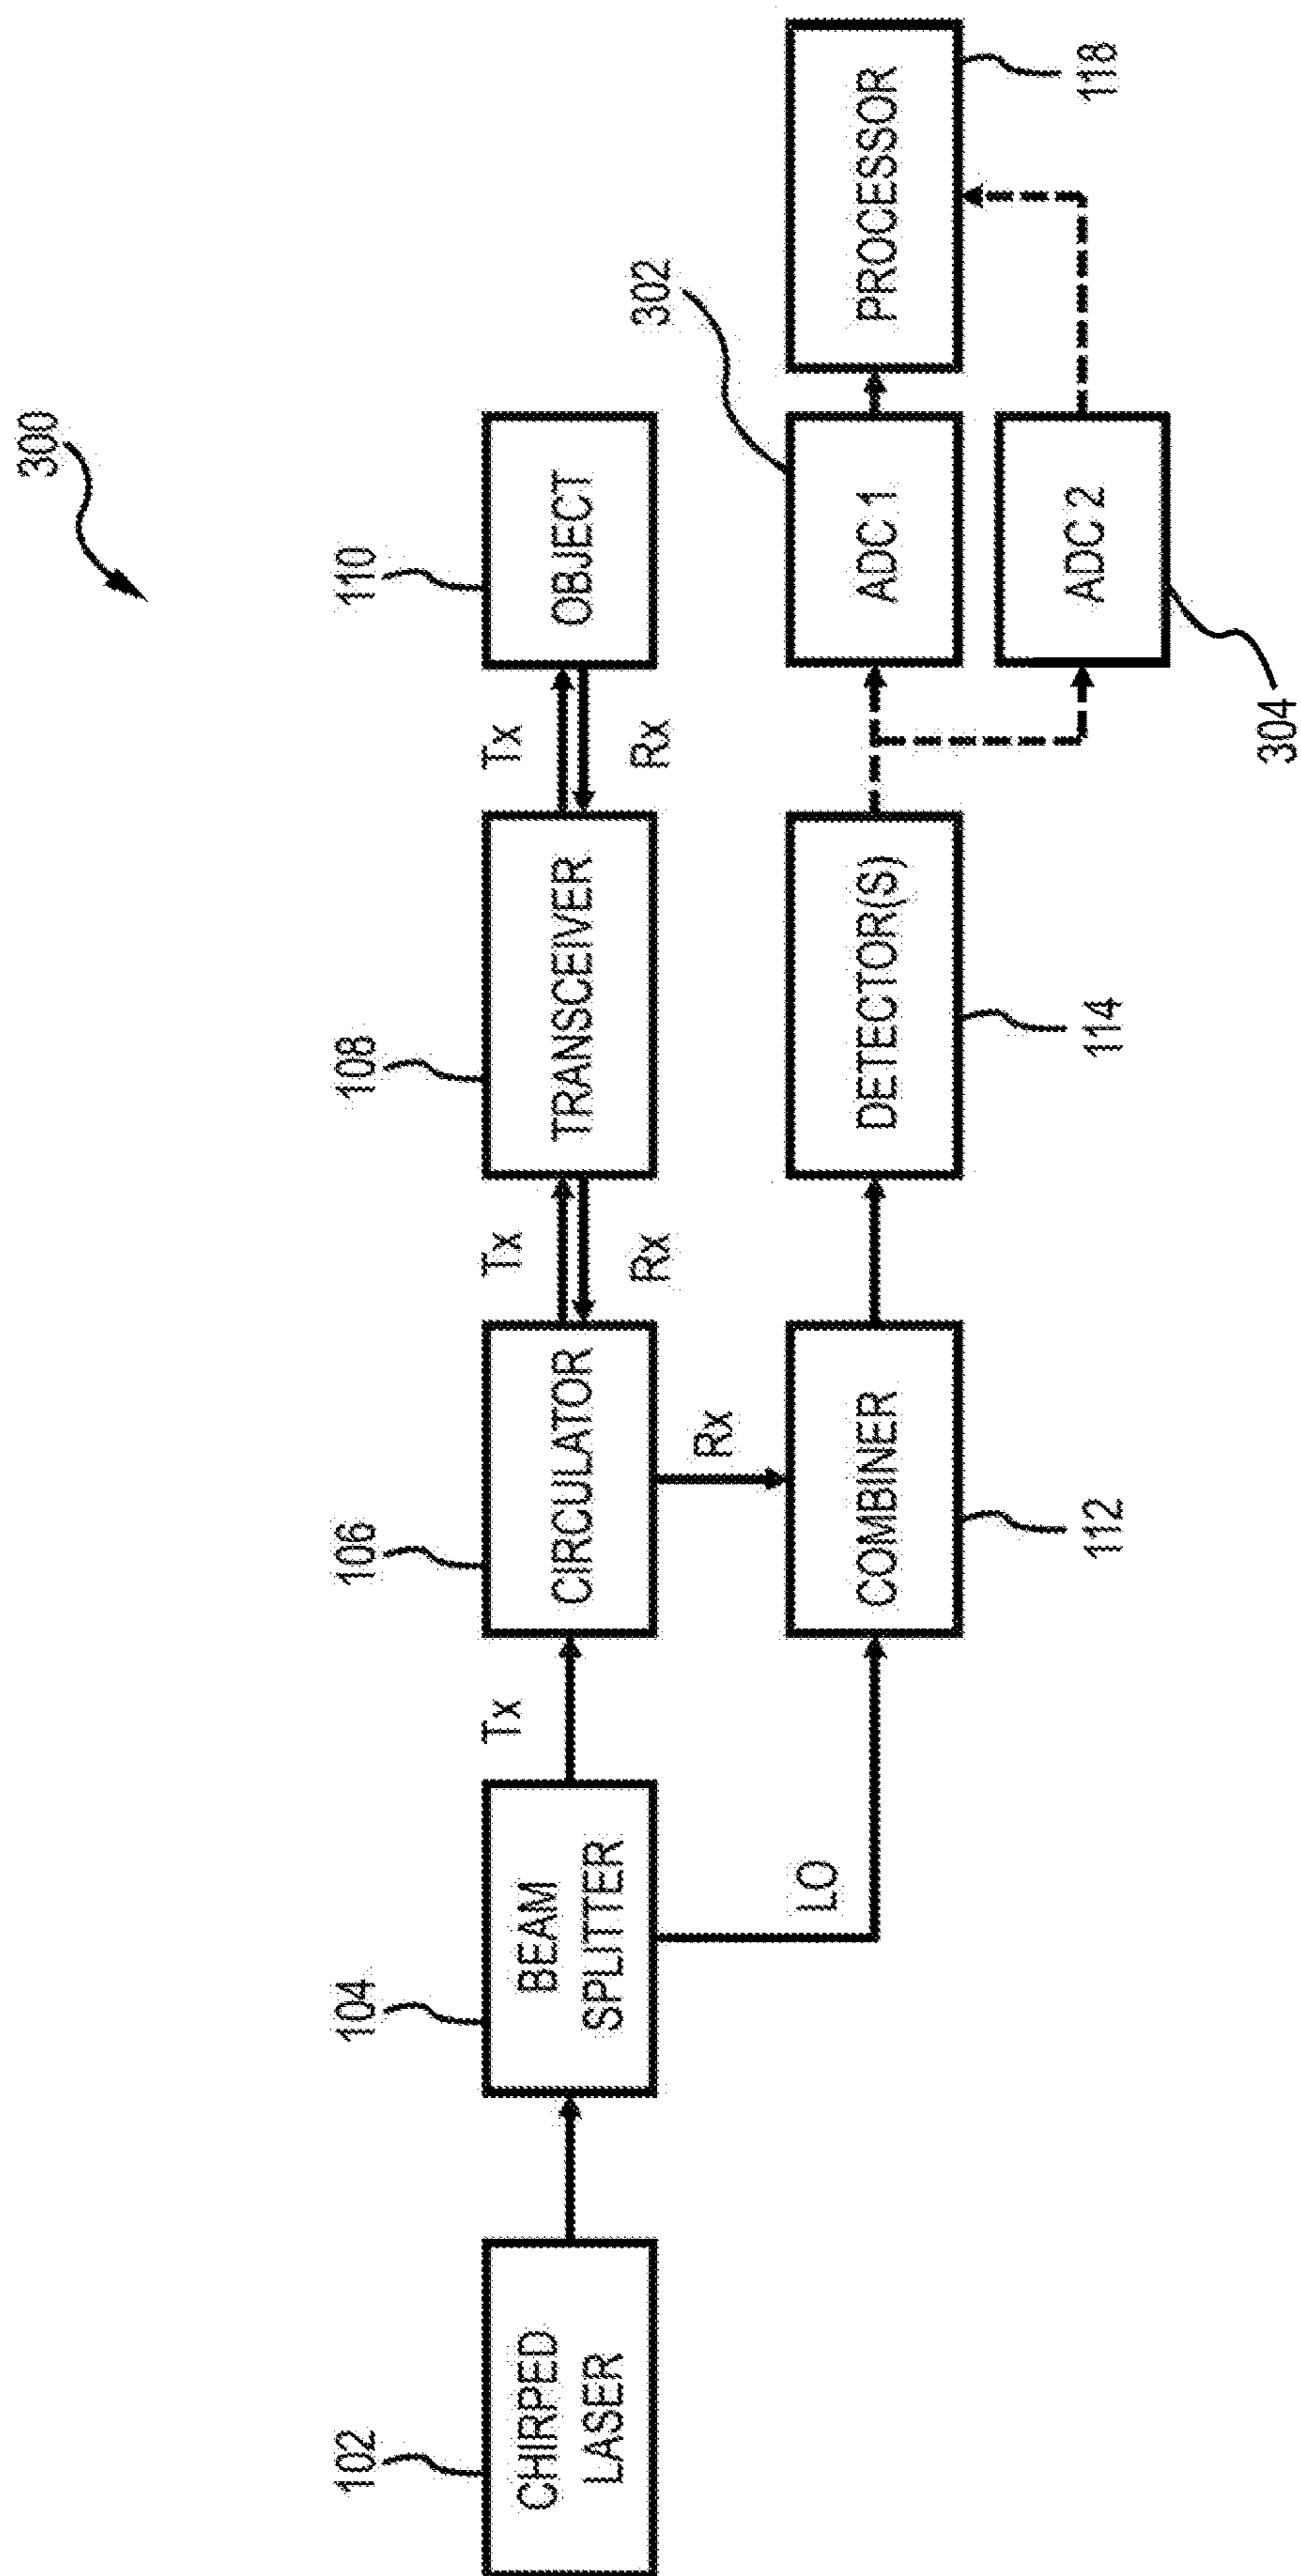 300
102
CHIRPED
LASER
104
BEAM
SPLITTER
Tx
106
CIRCULATOR
Tx
Rx
108
TRANSCEIVER
Tx
Rx
110
OBJECT
LO
Rx
COMBINER
112
DETECTOR(S)
114
302
ADC 1
ADC 2
304
PROCESSOR
118